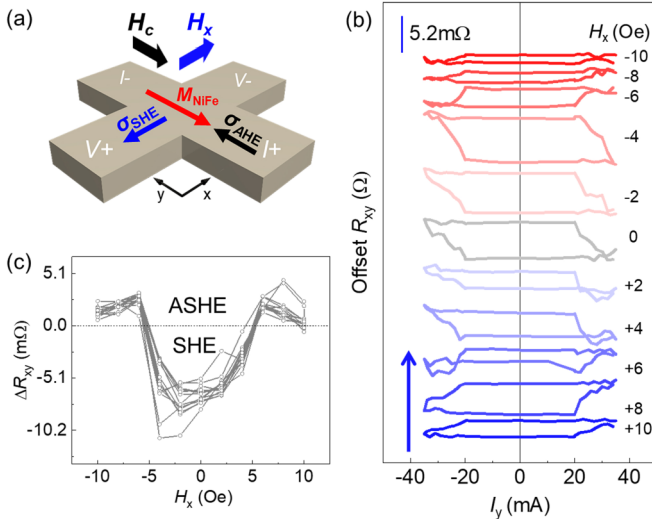 (a)
H_c
H_x
I-
V-
M_NiFe
σ_SHE
σ_AHE
V+
I+
y
x
(b)
5.2mΩ
H_x (Oe)
-10
-8
-6
-4
-2
0
+2
+4
+6
+8
+10
Offset R_xy (Ω)
-40
-20
0
20
40
I_y (mA)
(c)
5.1
0.0
-5.1
-10.2
ΔR_xy (mΩ)
ASHE
SHE
-10
-5
0
5
10
H_x (Oe)